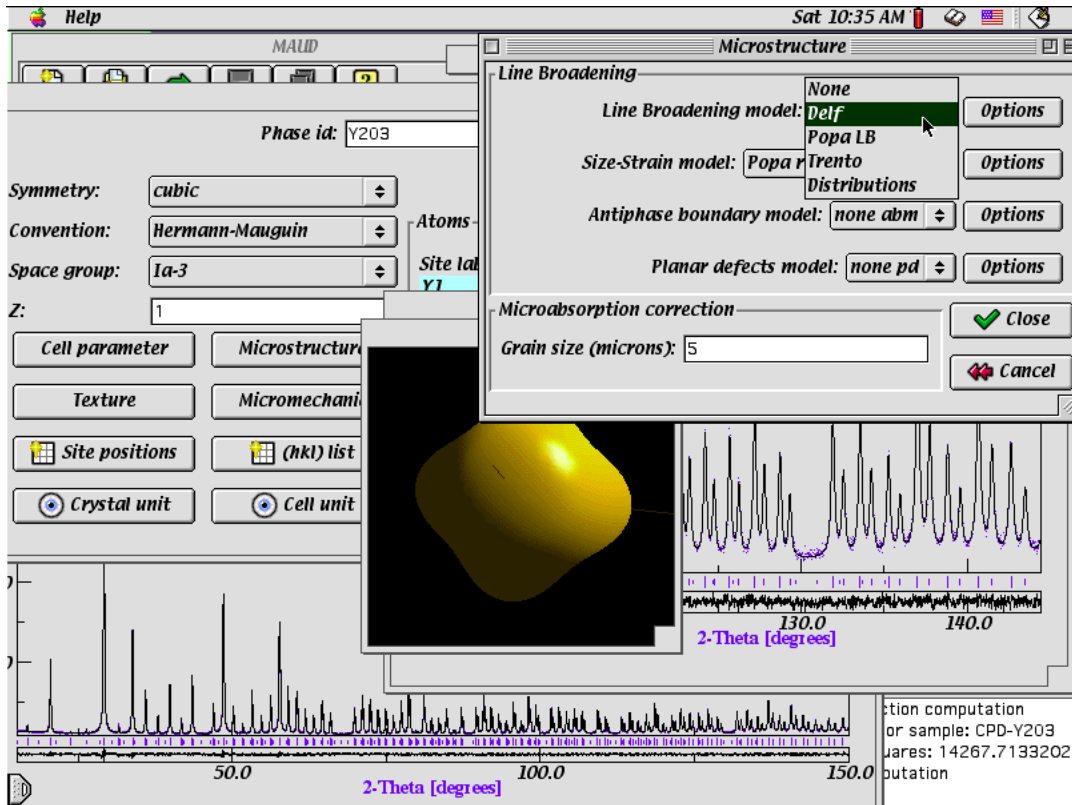 Help
Sat 10:35 AM
MAUD
Phase id: Y2O3
Symmetry: cubic
Convention: Hermann-Mauguin
Space group: Ia-3
Z: 1
Atoms
Site lab
Y1
Cell parameter
Microstructure
Texture
Micromechani
Site positions
(hkl) list
Crystal unit
Cell unit
Microstructure
Line Broadening
Line Broadening model:
None
Delf
Popa LB
Trento
Distributions
Options
Size-Strain model: Popa r
Options
Antiphase boundary model: none abm
Options
Planar defects model: none pd
Options
Microabsorption correction
Grain size (microns): 5
Close
Cancel
130.0
140.0
2-Theta [degrees]
50.0
100.0
150.0
2-Theta [degrees]
ction computation
or sample: CPD-Y2O3
uares: 14267.7133202
putation